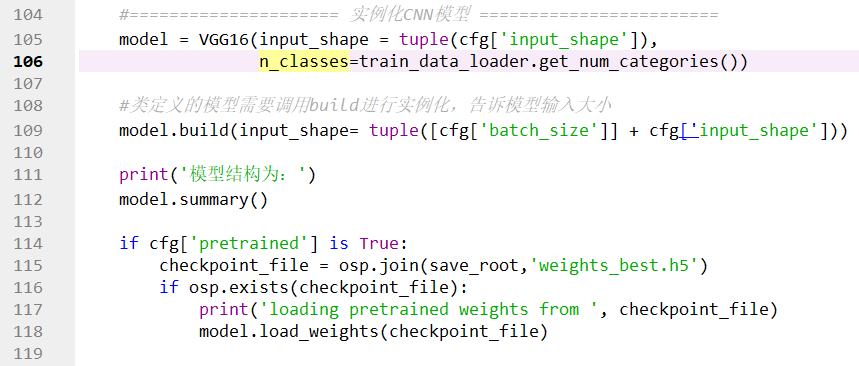 104 #===================== 实例化CNN模型 ========================
105 model = VGG16(input_shape = tuple(cfg['input_shape']),
106 n_classes=train_data_loader.get_num_categories())
107
108 #类定义的模型需要调用build进行实例化，告诉模型输入大小
109 model.build(input_shape= tuple([cfg['batch_size']] + cfg['input_shape']))
110
111 print('模型结构为：')
112 model.summary()
113
114 if cfg['pretrained'] is True:
115 checkpoint_file = osp.join(save_root,'weights_best.h5')
116 if osp.exists(checkpoint_file):
117 print('loading pretrained weights from ', checkpoint_file)
118 model.load_weights(checkpoint_file)
119